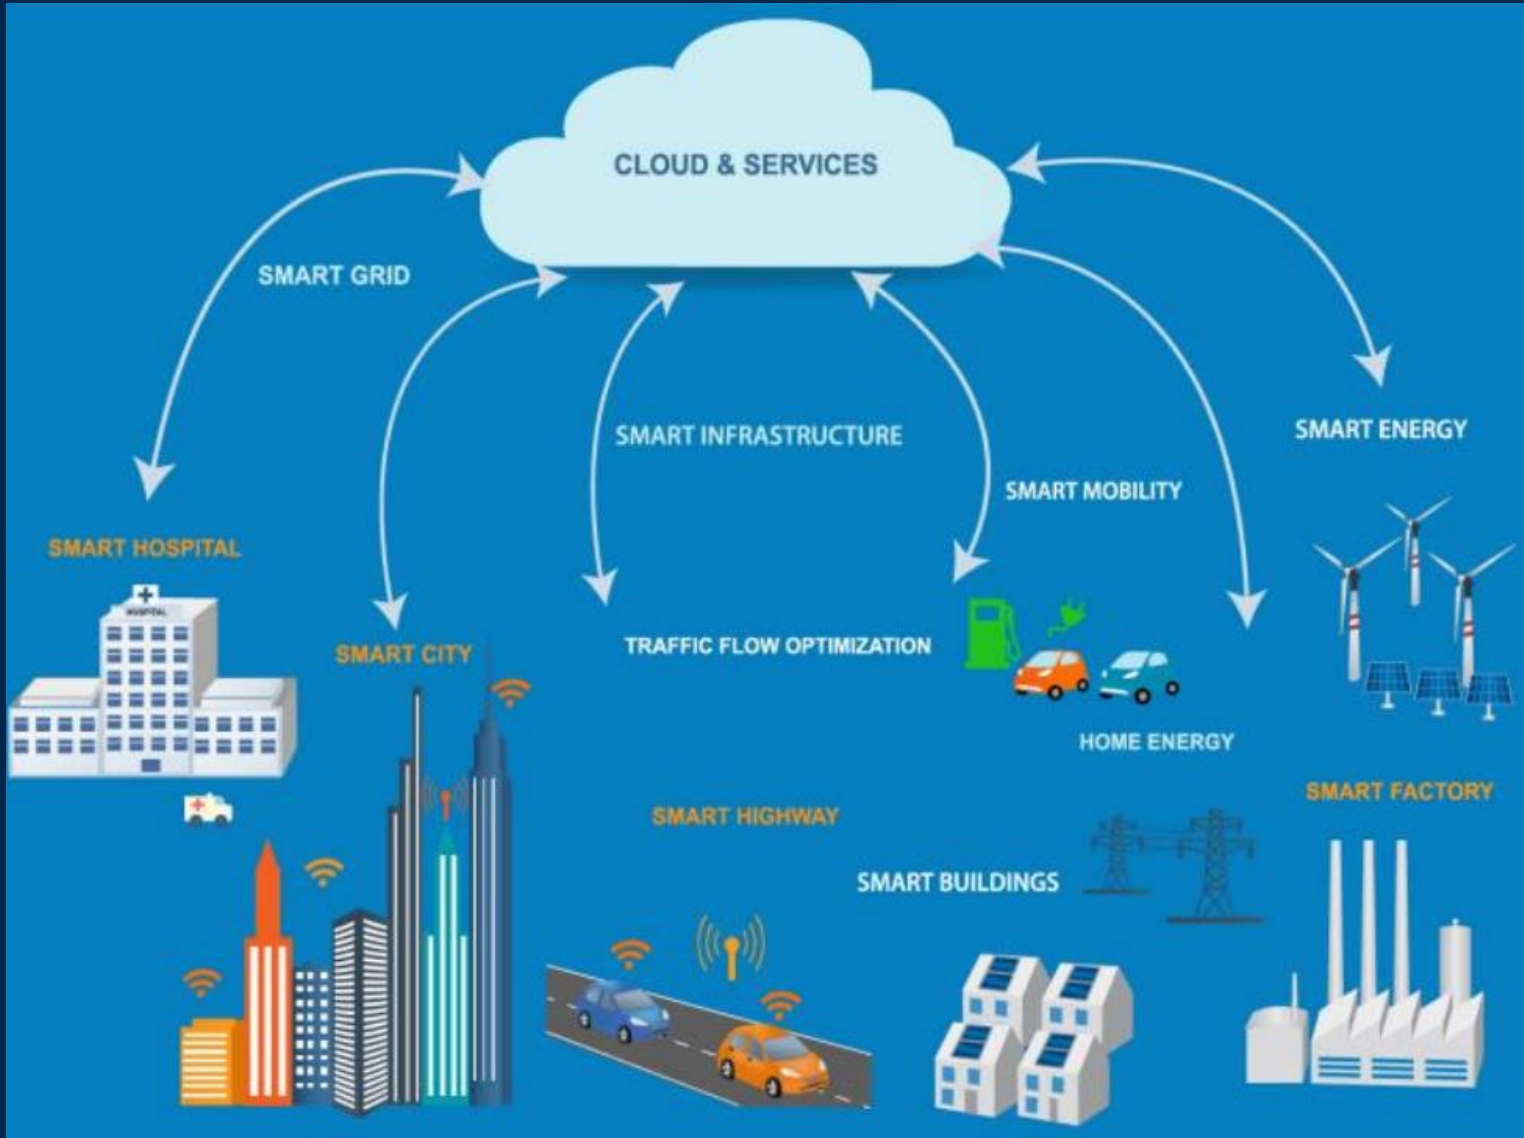 CLOUD & SERVICES
SMART GRID
SMART INFRASTRUCTURE
SMART ENERGY
SMART MOBILITY
SMART HOSPITAL
HOSPITAL
SMART CITY
TRAFFIC FLOW OPTIMIZATION
HOME ENERGY
SMART FACTORY
SMART HIGHWAY
SMART BUILDINGS